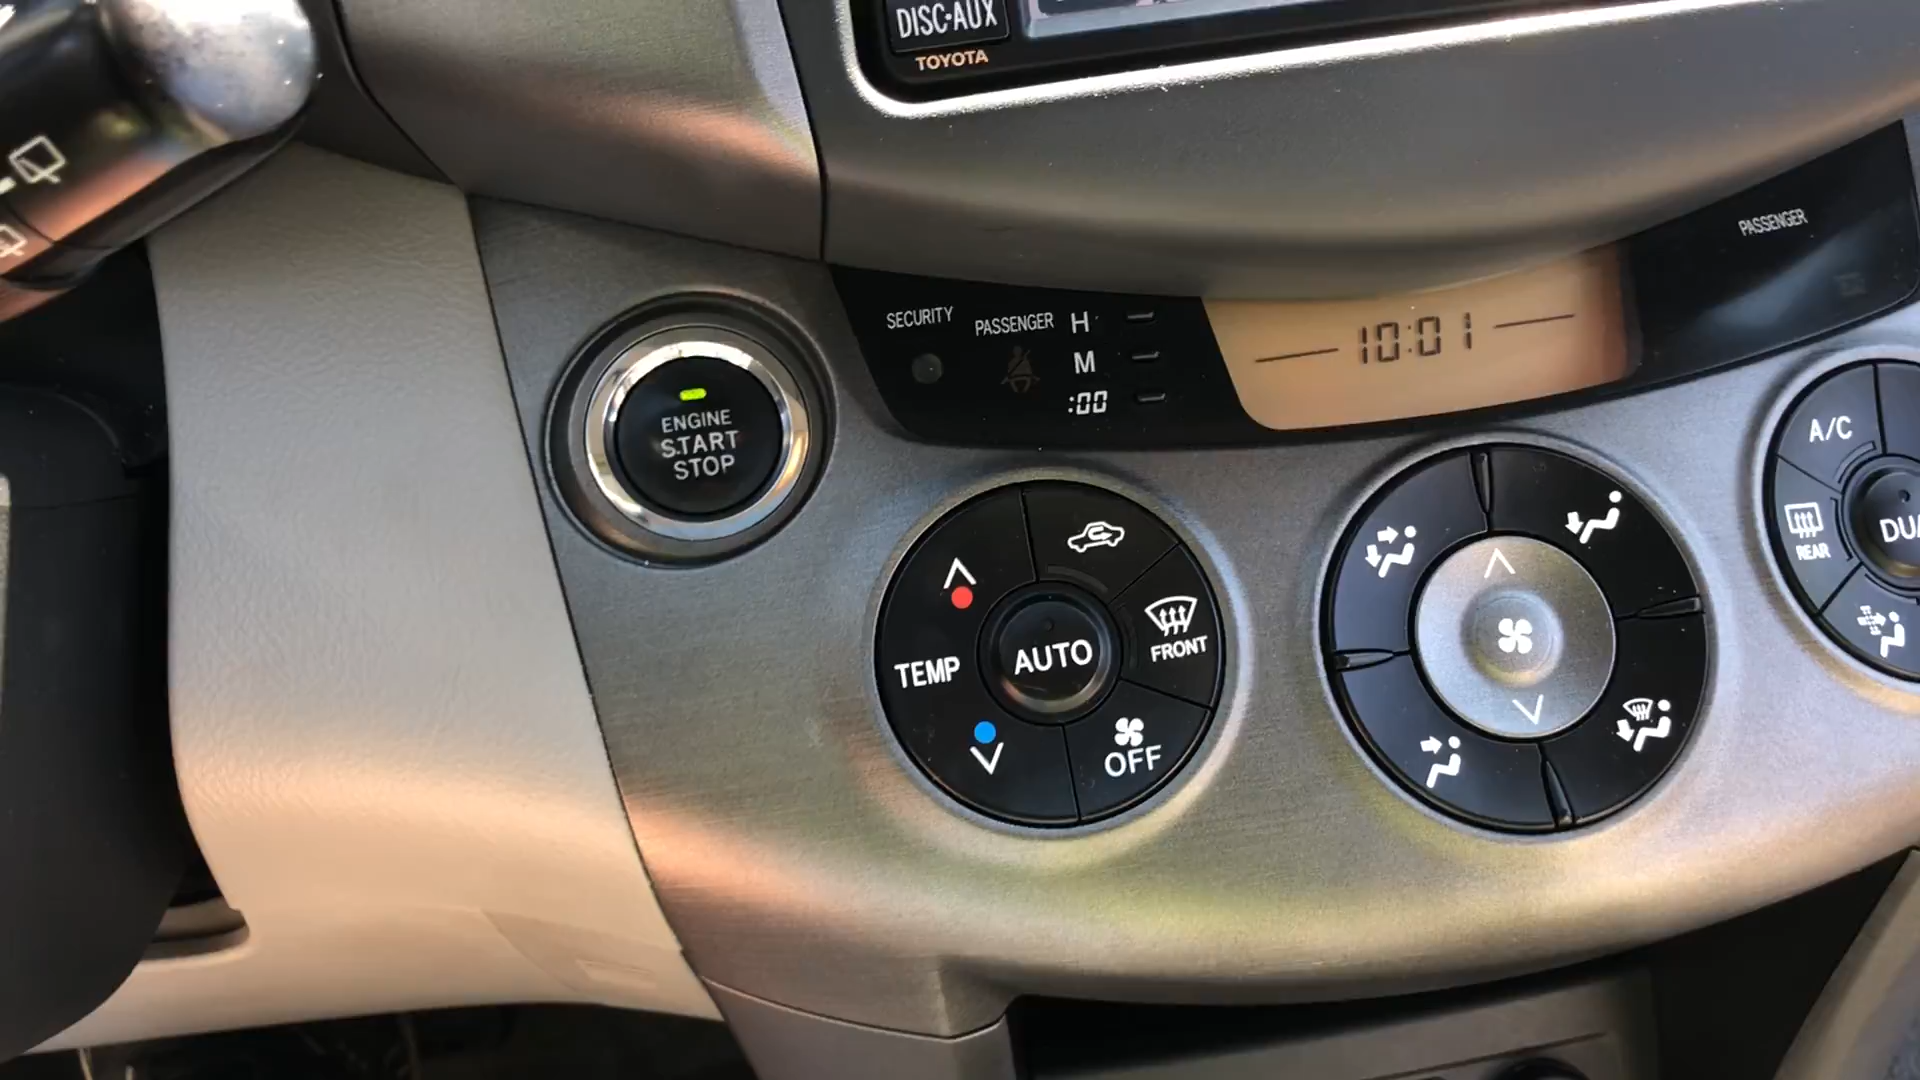 DISC·AUX
TOYOTA
PASSENGER
SECURITY
PASSENGER
H
M
:00
10:01
ENGINE
START
STOP
A/C
REAR
TEMP
AUTO
FRONT
OFF